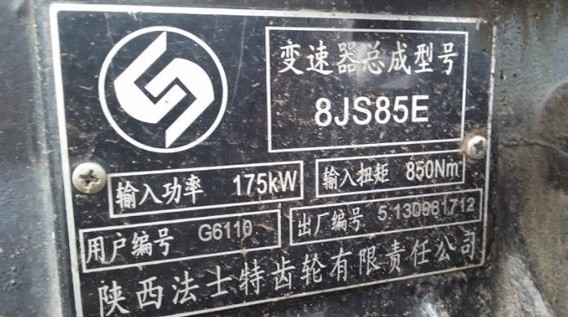 变速器总成型号
8JS85E
输入功率 175kW 输入扭矩 850Nm
用户编号 G6110 出厂编号 5.130961712
陕西法士特齿轮有限责任公司